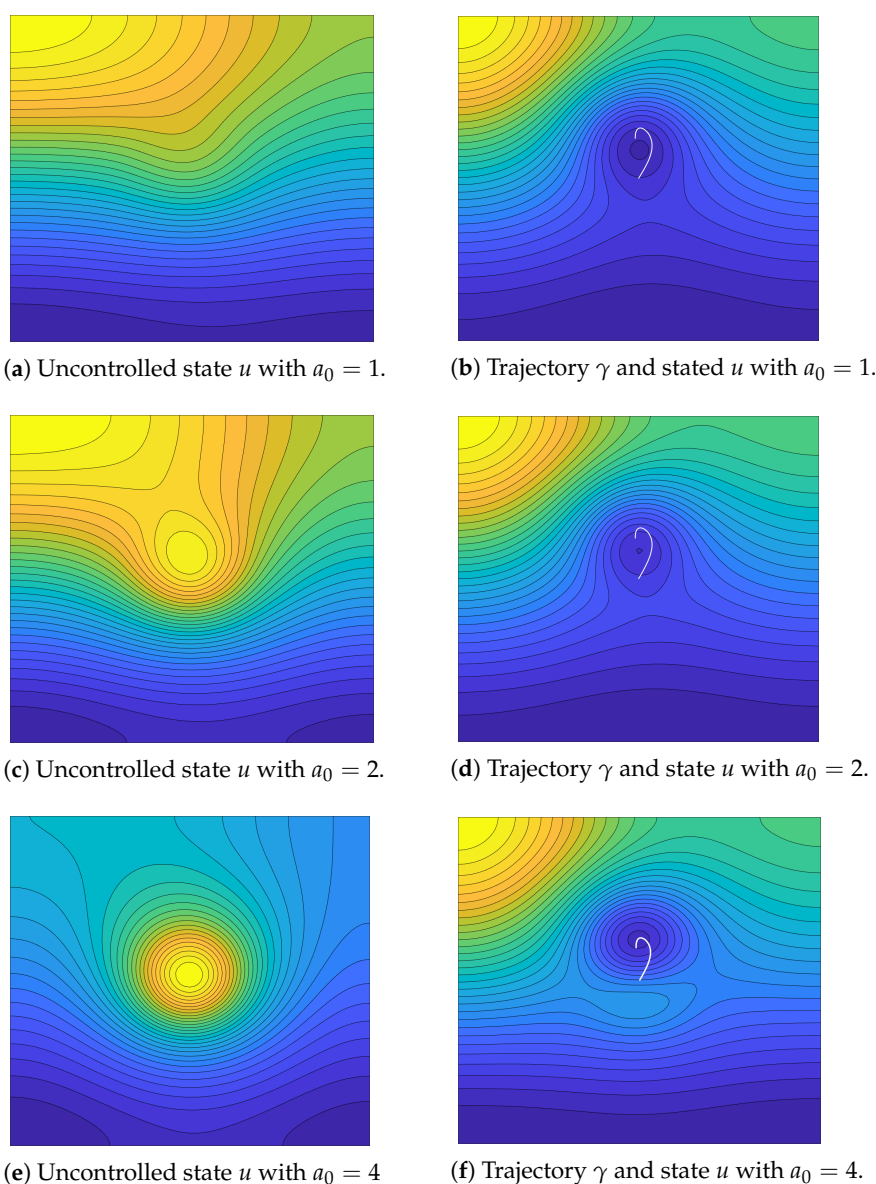 (a) Uncontrolled state u with a₀ = 1.
(b) Trajectory γ and stated u with a₀ = 1.
(c) Uncontrolled state u with a₀ = 2.
(d) Trajectory γ and state u with a₀ = 2.
(e) Uncontrolled state u with a₀ = 4
(f) Trajectory γ and state u with a₀ = 4.